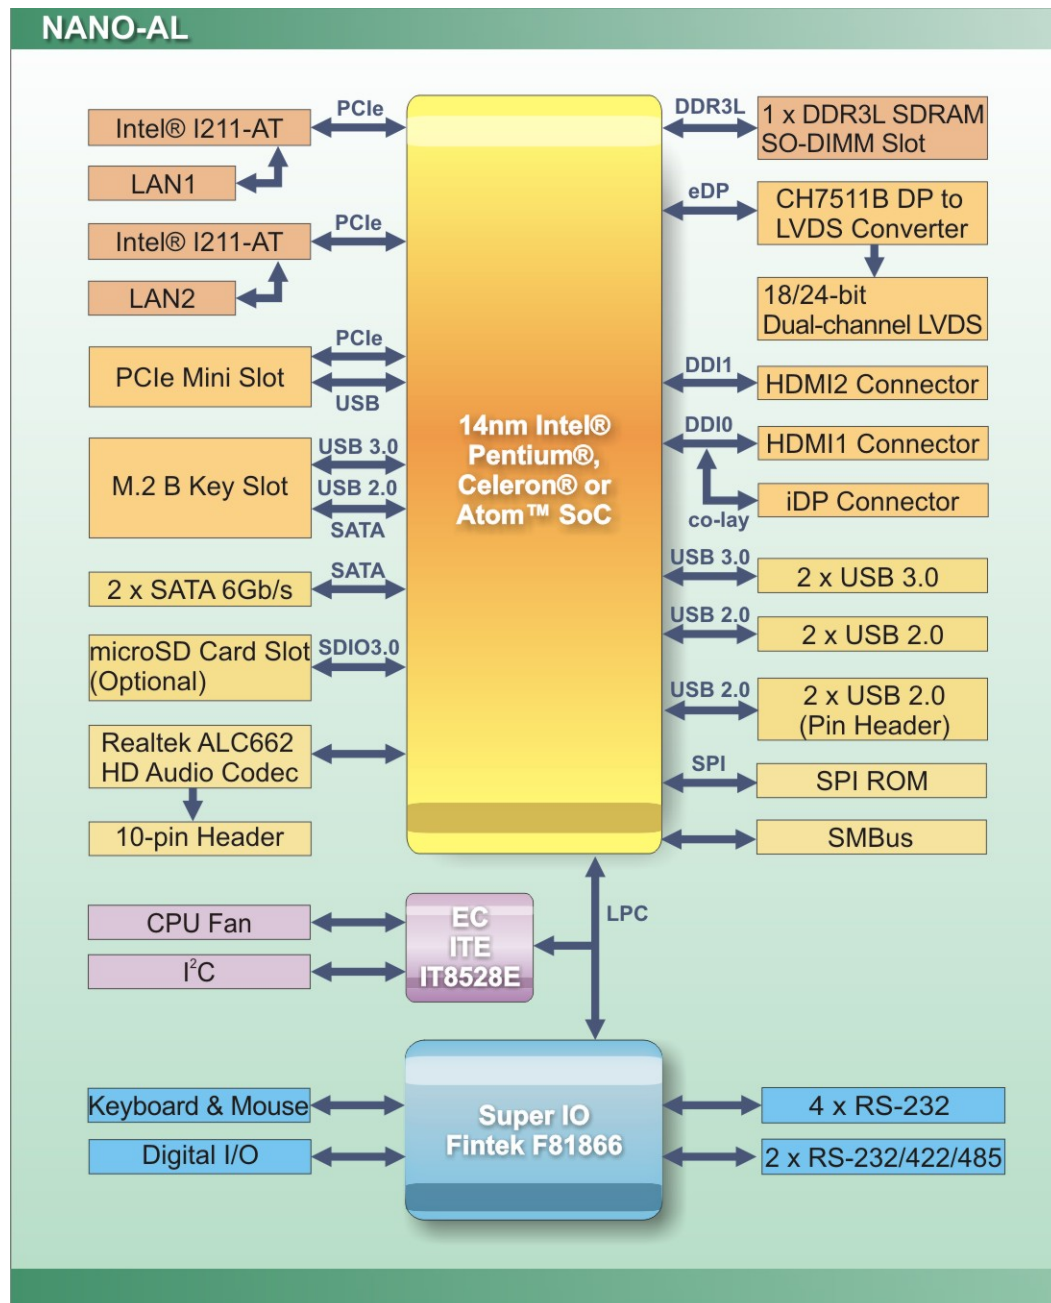 NANO-AL
Intel® I211-AT
PCIe
LAN1
Intel® I211-AT
PCIe
LAN2
PCIe Mini Slot
PCIe
USB
M.2 B Key Slot
USB 3.0
USB 2.0
SATA
2 x SATA 6Gb/s
SATA
microSD Card Slot
(Optional)
SDIO3.0
Realtek ALC662
HD Audio Codec
10-pin Header
14nm Intel®
Pentium®,
Celeron® or
Atom™ SoC
DDR3L
1 x DDR3L SDRAM
SO-DIMM Slot
eDP
CH7511B DP to
LVDS Converter
18/24-bit
Dual-channel LVDS
DDI1
HDMI2 Connector
DDI0
HDMI1 Connector
co-lay
iDP Connector
USB 3.0
2 x USB 3.0
USB 2.0
2 x USB 2.0
USB 2.0
2 x USB 2.0
(Pin Header)
SPI
SPI ROM
SMBus
LPC
CPU Fan
I²C
EC
ITE
IT8528E
Keyboard & Mouse
Digital I/O
Super IO
Fintek F81866
4 x RS-232
2 x RS-232/422/485